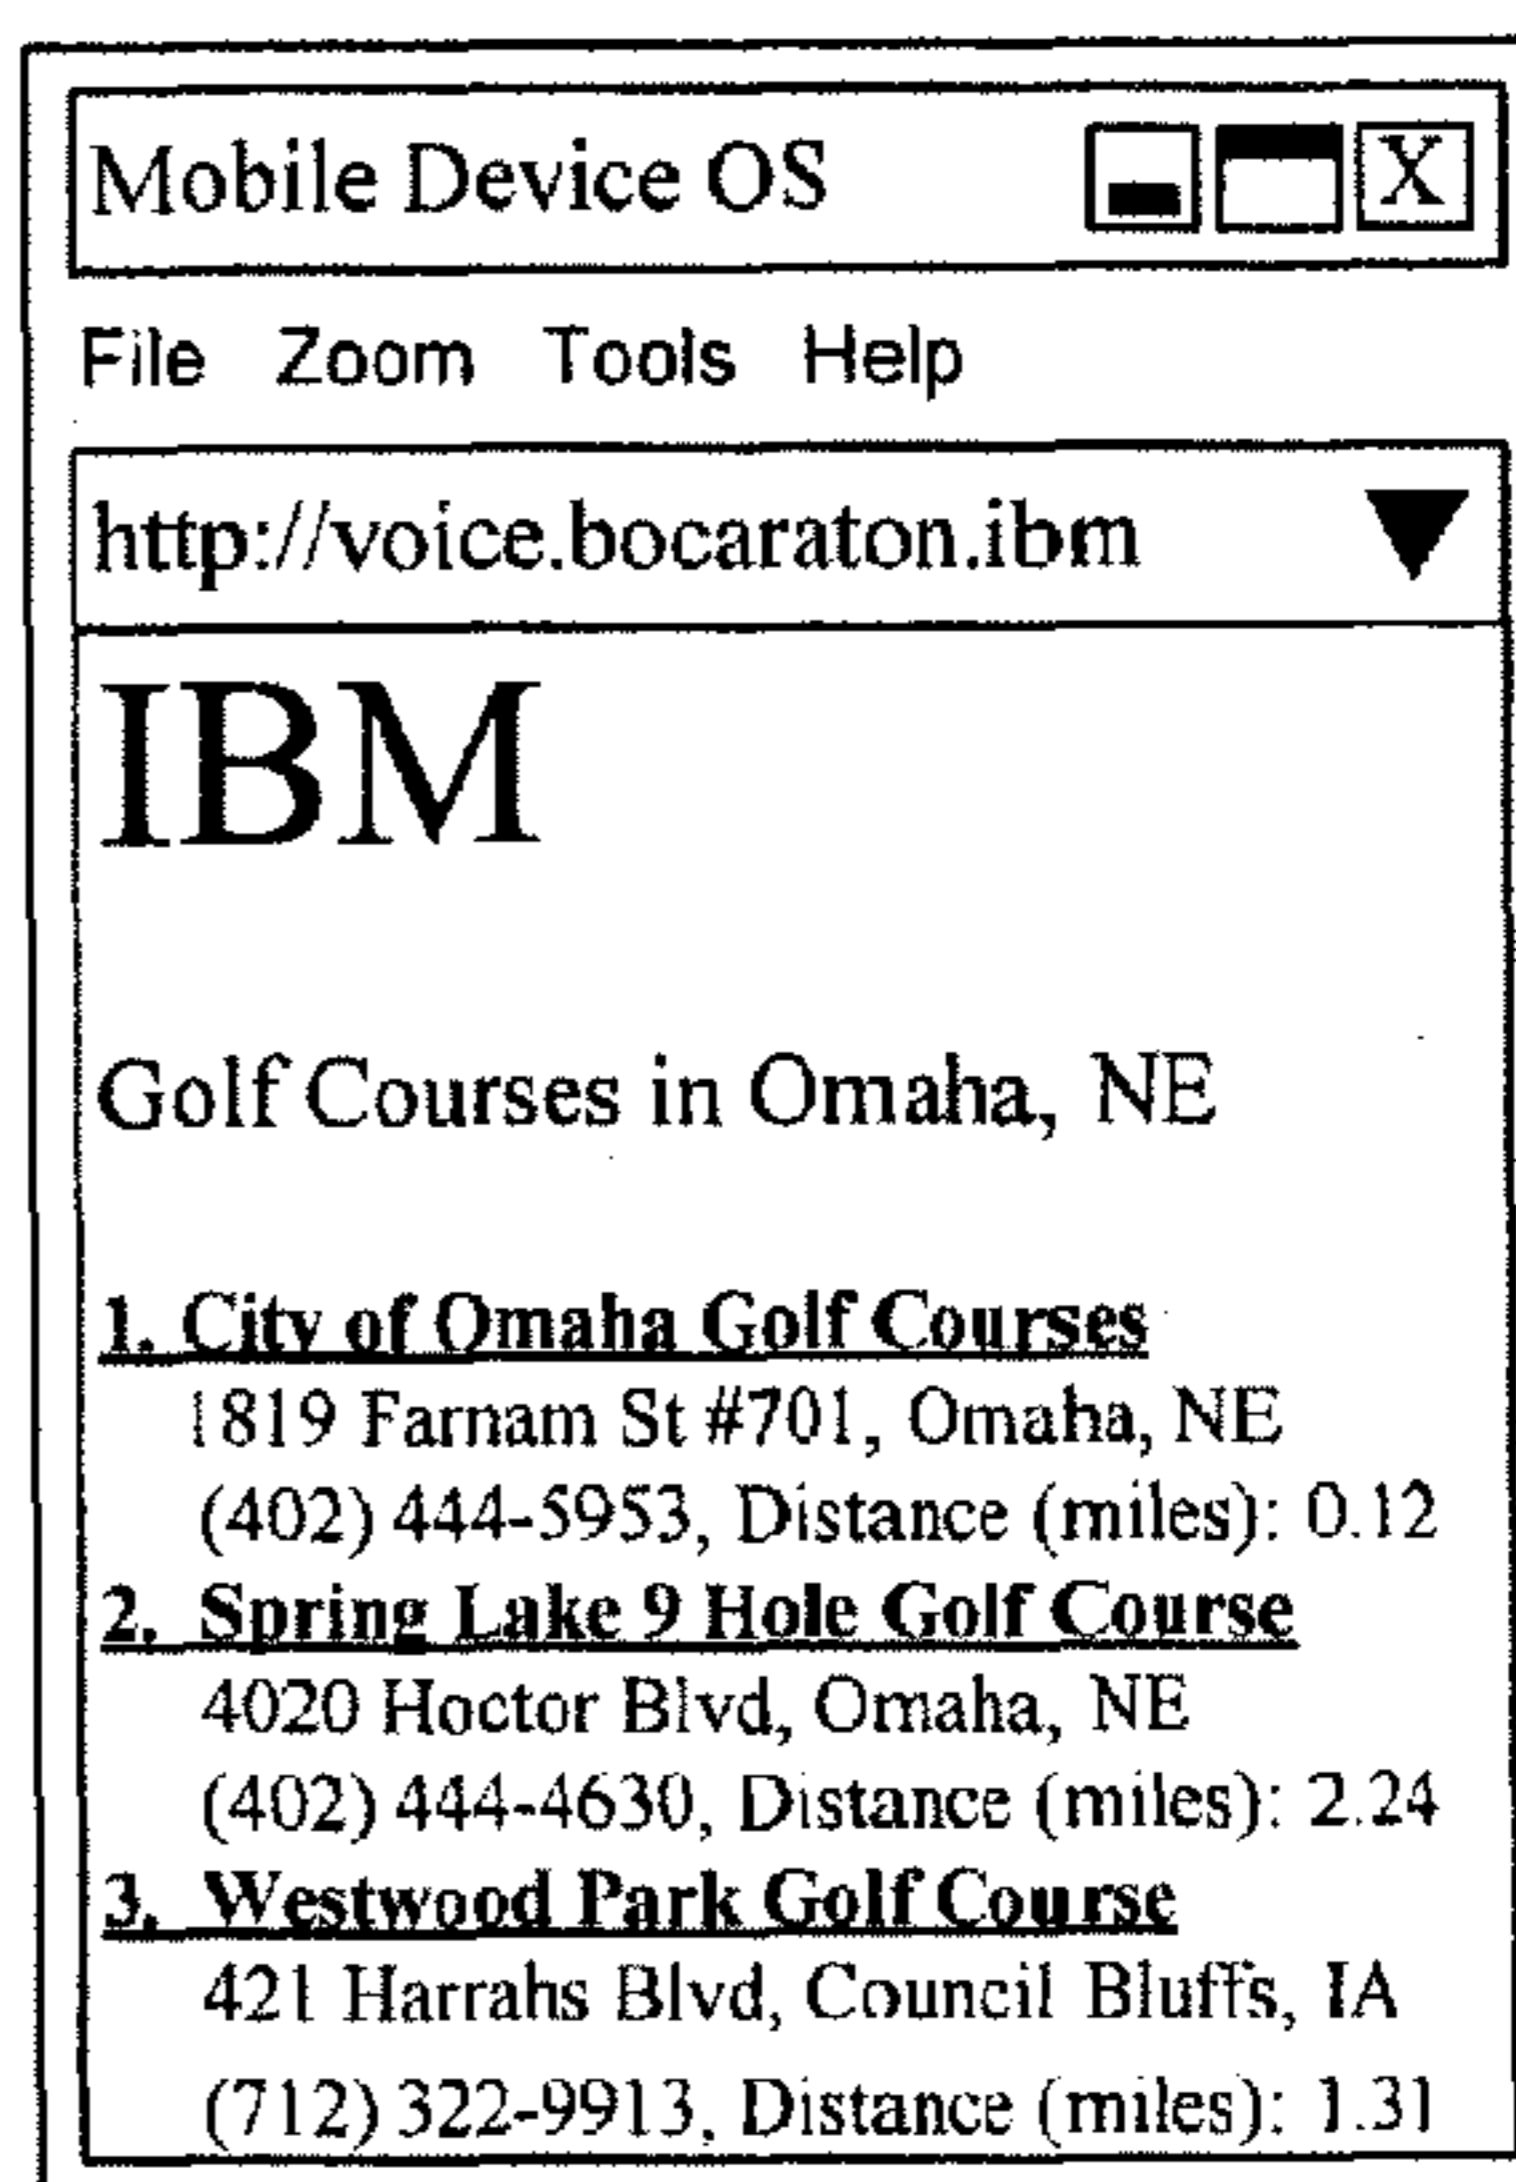 Mobile Device OS X
File Zoom Tools Help
http://voice.bocaraton.ibm
IBM
Golf Courses in Omaha, NE
1. City of Omaha Golf Courses
1819 Farnam St #701, Omaha, NE
(402) 444-5953, Distance (miles): 0.12
2. Spring Lake 9 Hole Golf Course
4020 Hoctor Blvd, Omaha, NE
(402) 444-4630, Distance (miles): 2.24
3. Westwood Park Golf Course
421 Harrahs Blvd, Council Bluffs, IA
(712) 322-9913, Distance (miles): 1.31